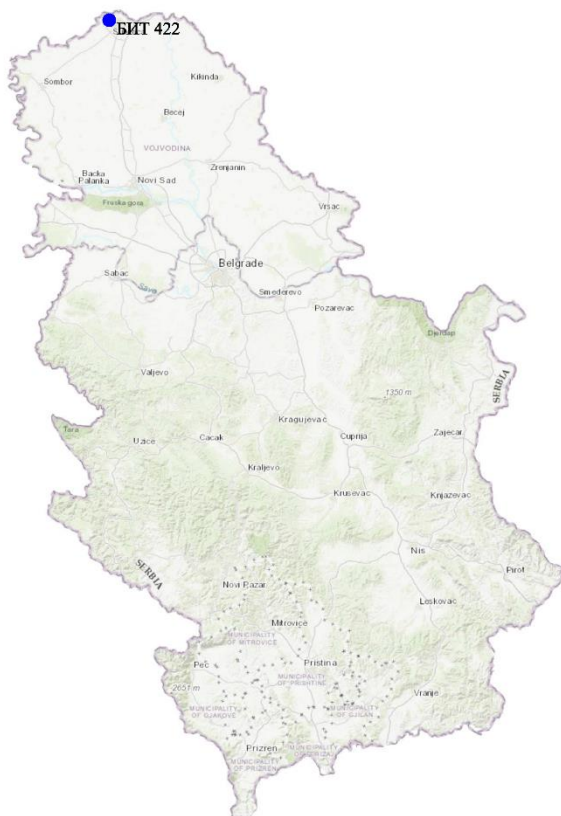 БИТ 422
Sombor
Kikinda
Becej
VOJVODINA
Zrenjanin
Backa
Palanka
Novi Sad
Fruska gora
Vrsac
Belgrade
Sabac
Sava
Smederevo
Pozarevac
Djerdap
Valjevo
1350 m
SERBIA
Kragujevac
Tara
Uzice
Cacak
Cuprija
Zajecar
Kraljevo
Krusevac
Knjazevac
Nis
SERBIA
Pirot
Novi Pazar
Leskovac
Mitrovice
MUNICIPALITY
OF MITROVICE
Peć
Pristina
2651 m
MUNICIPALITY
OF PRISHTINE
Vranje
MUNICIPALITY
OF GJAKOVE
MUNICIPALITY
OF GJILAN
Prizren
MUNICIPALITY
OF PRIZREN
MUNICIPALITY